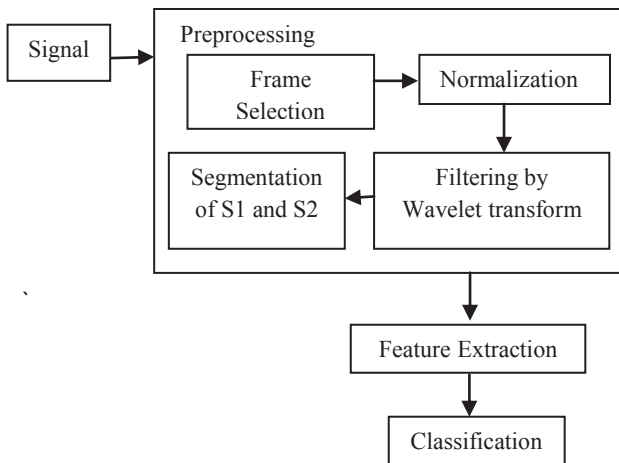 Signal
Preprocessing
Frame
Selection
Normalization
Segmentation
of S1 and S2
Filtering by
Wavelet transform
`
Feature Extraction
Classification